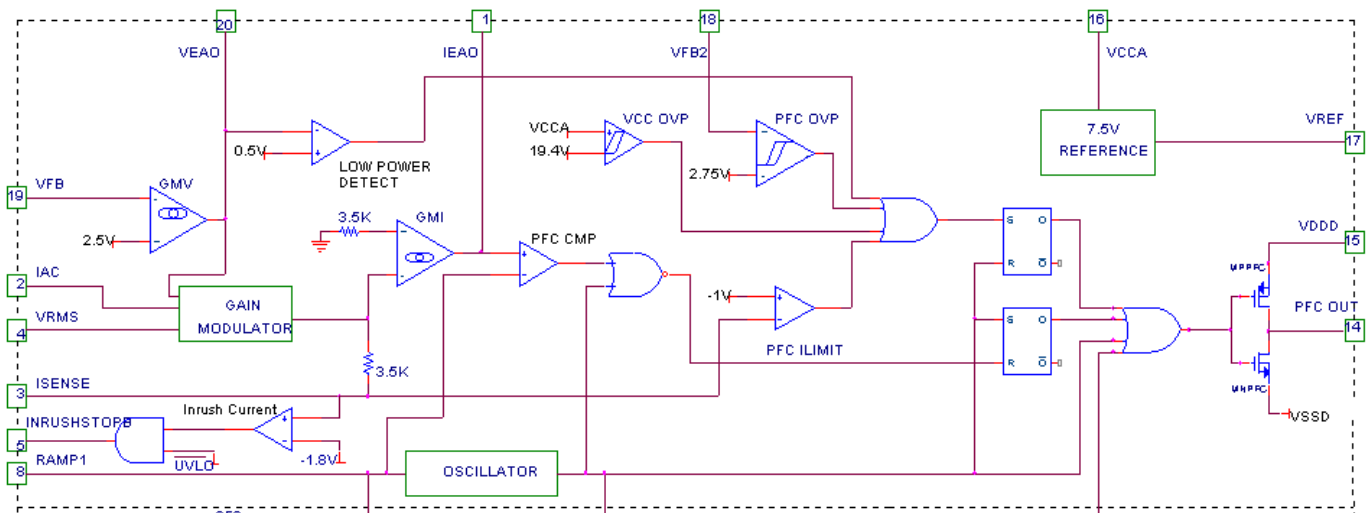 20
1
18
16
VEAO
IEAO
VFB2
VCCA
VCC OVP
PFC OVP
VCCA
+
19.4V
-
7.5V
REFERENCE
VREF
17
-
0.5V
+
LOW POWER
DETECT
-
2.75V
-
19
VFB
GMV
-
2.5V
-
3.5K
GMI
-
-
PFC CMP
+
-
S
O
R
O
VDDD
15
MPPFC
2
IAC
GAIN
MODULATOR
4
VRMS
-1V
+
-
PFC OUT
14
S
O
R
O
PFC ILIMIT
3.5K
MNPFC
VSSD
3
ISENSE
Inrush Current
+
-
-1.8V
INRUSHSTOPB
5
UVLO
RAMP1
8
OSCILLATOR